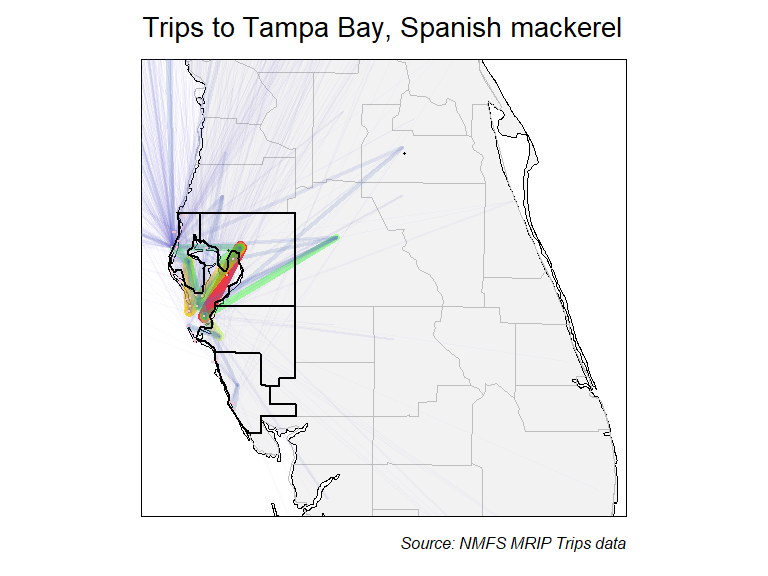 Trips to Tampa Bay, Spanish mackerel
Source: NMFS MRIP Trips data